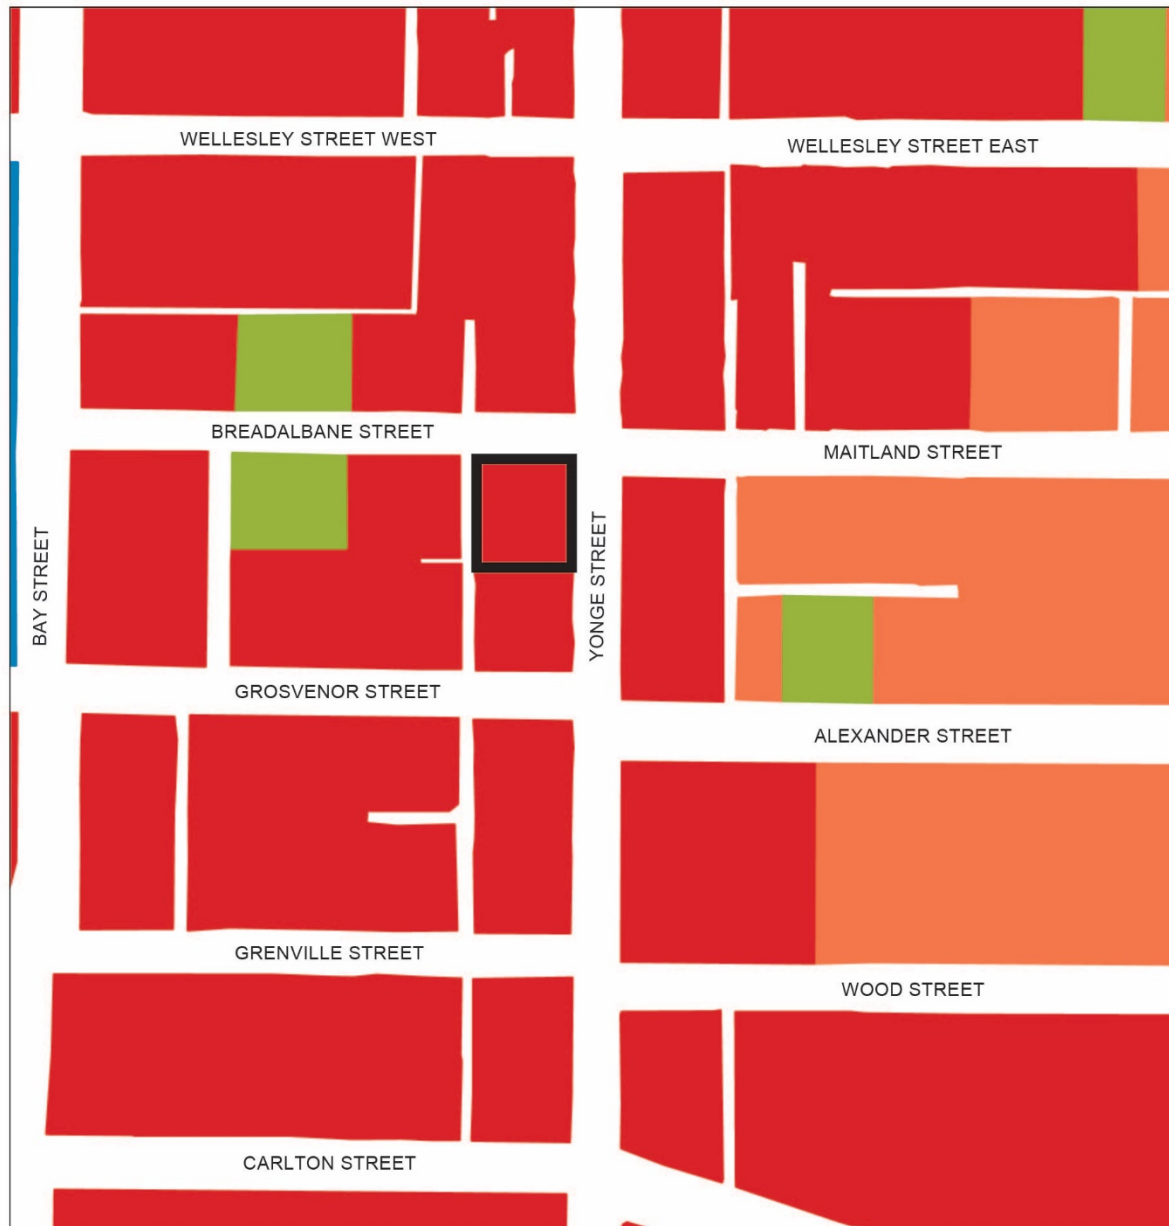 WELLESLEY STREET WEST
WELLESLEY STREET EAST
BREADALBANE STREET
MAITLAND STREET
BAY STREET
YONGE STREET
GROSVENOR STREET
ALEXANDER STREET
GRENVILLE STREET
WOOD STREET
CARLTON STREET